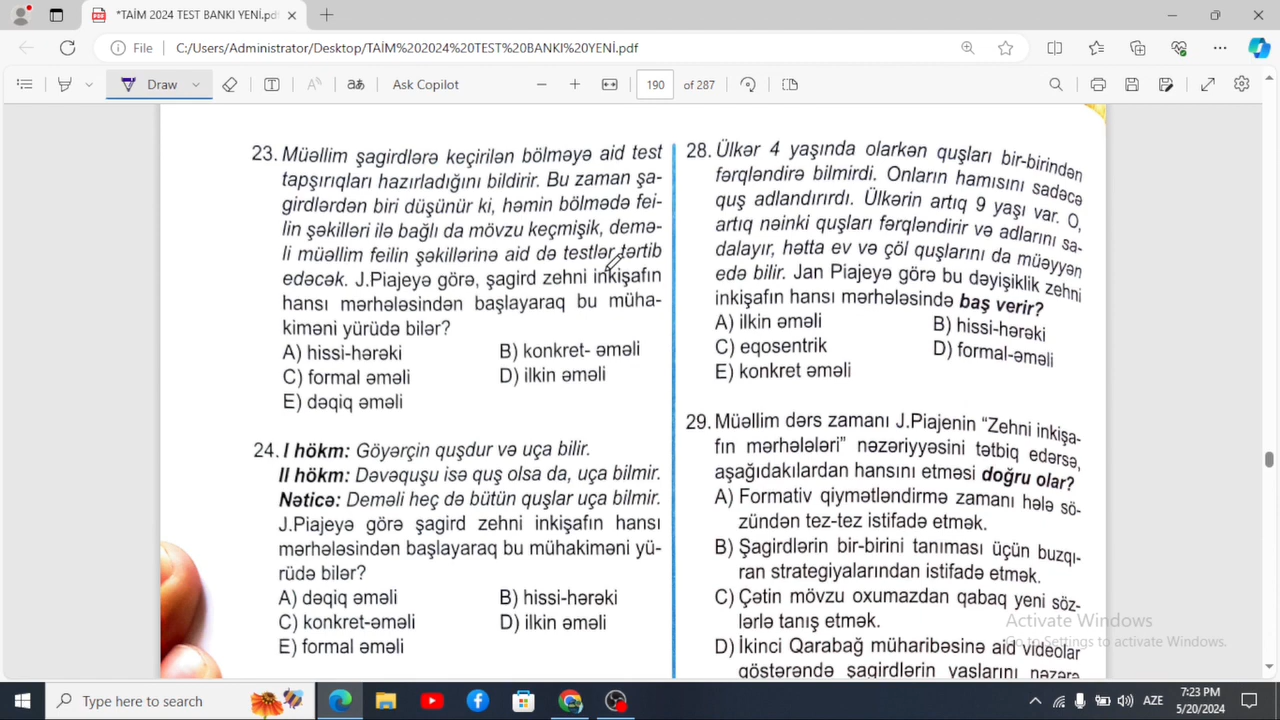 *TAİM 2024 TEST BANKI YENİ.pdf
File
C:/Users/Administrator/Desktop/TAİM%202024%20TEST%20BANKI%20YENİ.pdf
Draw
Ask Copilot
190
of 287
23. Müəllim şagirdlərə keçirilən bölməyə aid test
tapşırıqları hazırladığını bildirir. Bu zaman şa-
girdlərdən biri düşünür ki, həmin bölmədə fei-
lin şəkilləri ilə bağlı da mövzu keçmişik, demə-
li müəllim feilin şəkillərinə aid də testlər tərtib
edəcək. J.Piajeyə görə, şagird zehni inkişafın
hansı mərhələsindən başlayaraq bu müha-
kiməni yürüdə bilər?
A) hissi-hərəki
B) konkret- əməli
C) formal əməli
D) ilkin əməli
E) dəqiq əməli
24. I hökm: Göyərçin quşdur və uça bilir.
II hökm: Dəvəquşu isə quş olsa da, uça bilmir.
Nəticə: Deməli heç də bütün quşlar uça bilmir.
J.Piajeyə görə şagird zehni inkişafın hansı
mərhələsindən başlayaraq bu mühakiməni yü-
rüdə bilər?
A) dəqiq əməli
B) hissi-hərəki
C) konkret-əməli
D) ilkin əməli
E) formal əməli
28. Ülkər 4 yaşında olarkən quşları bir-birindən
fərqləndirə bilmirdi. Onların hamısını sadəcə
quş adlandırırdı. Ülkərin artıq 9 yaşı var. O,
artıq nəinki quşları fərqləndirir və adlarını sa-
dalayır, hətta ev və çöl quşlarını da müəyyən
edə bilir. Jan Piajeyə görə bu dəyişiklik zehni
inkişafın hansı mərhələsində baş verir?
A) ilkin əməli
B) hissi-hərəki
C) eqosentrik
D) formal-əməli
E) konkret əməli
29. Müəllim dərs zamanı J.Piajenin “Zehni inkişa-
fın mərhələləri” nəzəriyyəsini tətbiq edərsə,
aşağıdakılardan hansını etməsi doğru olar?
A) Formativ qiymətləndirmə zamanı hələ sö-
zündən tez-tez istifadə etmək.
B) Şagirdlərin bir-birini tanıması üçün buzqı-
ran strategiyalarından istifadə etmək.
C) Çətin mövzu oxumazdan qabaq yeni söz-
lərlə tanış etmək.
D) İkinci Qarabağ müharibəsinə aid videolar
göstərəndə şagirdlərin yaşlarını nəzərə
Activate Windows
Go to Settings to activate Windows.
Type here to search
AZE
7:23 PM
5/20/2024